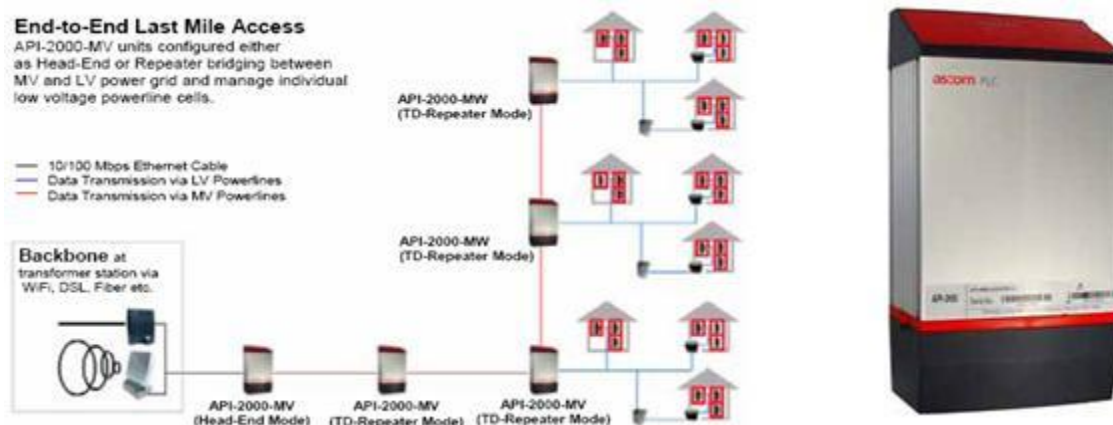 End-to-End Last Mile Access
API-2000-MV units configured either
as Head-End or Repeater bridging between
MV and LV power grid and manage individual
low voltage powerline cells.
10/100 Mbps Ethernet Cable
Data Transmission via LV Powerlines
Data Transmission via MV Powerlines
API-2000-MW
(TD-Repeater Mode)
API-2000-MW
(TD-Repeater Mode)
Backbone at
transformer station via
WiFi, DSL, Fiber etc.
API-2000-MV
(Head-End Mode)
API-2000-MV
(TD-Repeater Mode)
API-2000-MV
(TD-Repeater Mode)
ascom PLC